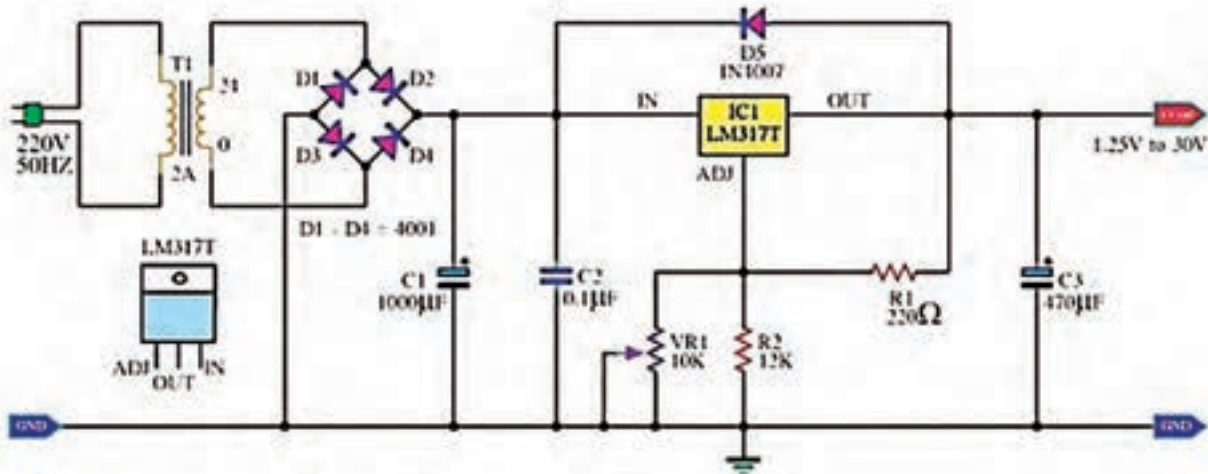 T1
24
0
220V
50HZ
2A
D1
D2
D3
D4
D1 - D4 = 4001
LM317T
ADJ
OUT
IN
C1
1000µF
C2
0.1µF
D5
1N4007
IN
IC1
LM317T
OUT
ADJ
VR1
10K
R2
12K
R1
220Ω
C3
470µF
1.25V to 30V
GND
GND